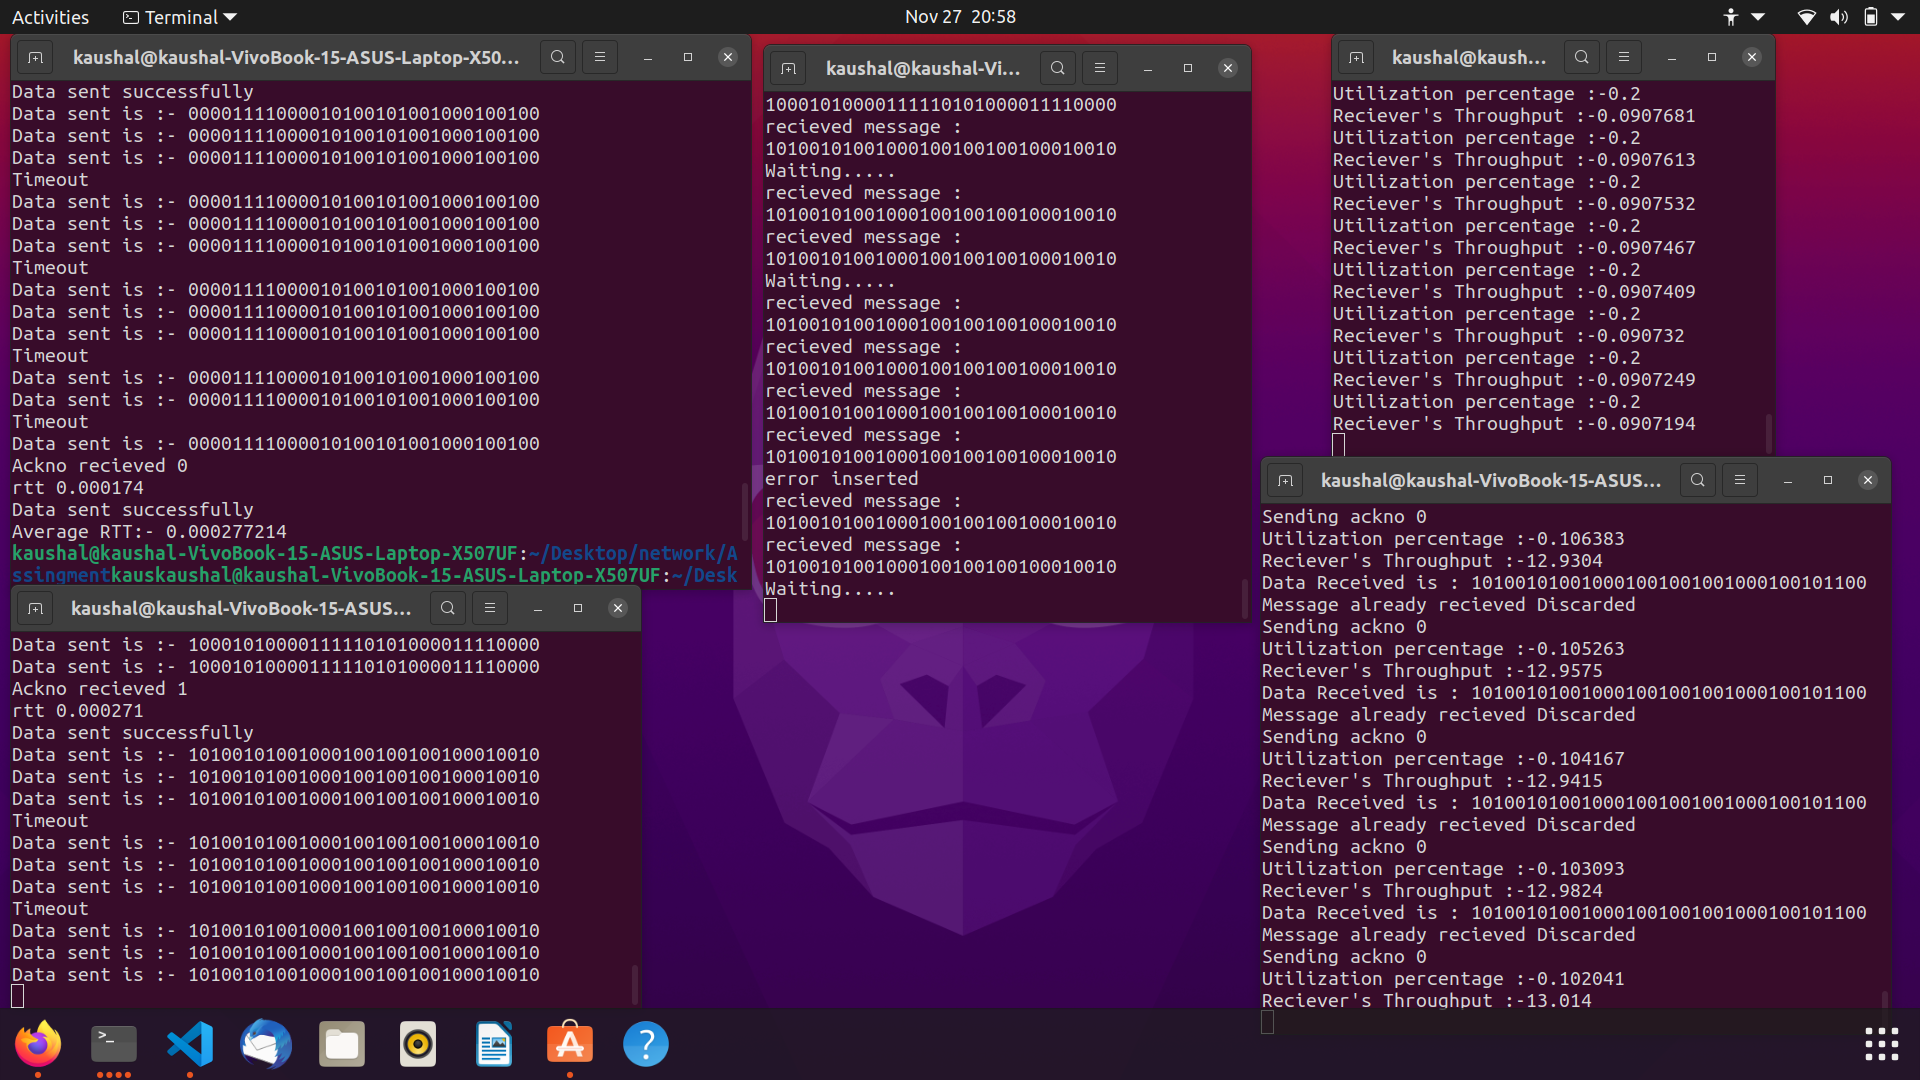 Activities
Terminal
Nov 27 20:58
kaushal@kaushal-VivoBook-15-ASUS-Laptop-X50...
Data sent successfully
Data sent is :- 00001111000010100101001000100100
Data sent is :- 00001111000010100101001000100100
Data sent is :- 00001111000010100101001000100100
Timeout
Data sent is :- 00001111000010100101001000100100
Data sent is :- 00001111000010100101001000100100
Data sent is :- 00001111000010100101001000100100
Timeout
Data sent is :- 00001111000010100101001000100100
Data sent is :- 00001111000010100101001000100100
Data sent is :- 00001111000010100101001000100100
Timeout
Data sent is :- 00001111000010100101001000100100
Data sent is :- 00001111000010100101001000100100
Timeout
Data sent is :- 00001111000010100101001000100100
Ackno recieved 0
rtt 0.000174
Data sent successfully
Average RTT:- 0.000277214
kaushal@kaushal-VivoBook-15-ASUS-Laptop-X507UF:~/Desktop/network/A
ssingmentkauskaushal@kaushal-VivoBook-15-ASUS-Laptop-X507UF:~/Desk
kaushal@kaushal-VivoBook-15-ASUS...
Data sent is :- 10001010000111110101000011110000
Data sent is :- 10001010000111110101000011110000
Ackno recieved 1
rtt 0.000271
Data sent successfully
Data sent is :- 10100101001000100100100100010010
Data sent is :- 10100101001000100100100100010010
Data sent is :- 10100101001000100100100100010010
Timeout
Data sent is :- 10100101001000100100100100010010
Data sent is :- 10100101001000100100100100010010
Data sent is :- 10100101001000100100100100010010
Timeout
Data sent is :- 10100101001000100100100100010010
Data sent is :- 10100101001000100100100100010010
Data sent is :- 10100101001000100100100100010010
kaushal@kaushal-Vi...
10001010000111110101000011110000
recieved message :
10100101001000100100100100010010
Waiting.....
recieved message :
10100101001000100100100100010010
recieved message :
10100101001000100100100100010010
Waiting.....
recieved message :
10100101001000100100100100010010
recieved message :
10100101001000100100100100010010
recieved message :
10100101001000100100100100010010
recieved message :
10100101001000100100100100010010
error inserted
recieved message :
10100101001000100100100100010010
recieved message :
10100101001000100100100100010010
Waiting.....
kaushal@kaush...
Utilization percentage :-0.2
Reciever's Throughput :-0.0907681
Utilization percentage :-0.2
Reciever's Throughput :-0.0907613
Utilization percentage :-0.2
Reciever's Throughput :-0.0907532
Utilization percentage :-0.2
Reciever's Throughput :-0.0907467
Utilization percentage :-0.2
Reciever's Throughput :-0.0907409
Utilization percentage :-0.2
Reciever's Throughput :-0.090732
Utilization percentage :-0.2
Reciever's Throughput :-0.0907249
Utilization percentage :-0.2
Reciever's Throughput :-0.0907194
kaushal@kaushal-VivoBook-15-ASUS...
Sending ackno 0
Utilization percentage :-0.106383
Reciever's Throughput :-12.9304
Data Received is : 101001010010001001001001000100101100
Message already recieved Discarded
Sending ackno 0
Utilization percentage :-0.105263
Reciever's Throughput :-12.9575
Data Received is : 101001010010001001001001000100101100
Message already recieved Discarded
Sending ackno 0
Utilization percentage :-0.104167
Reciever's Throughput :-12.9415
Data Received is : 101001010010001001001001000100101100
Message already recieved Discarded
Sending ackno 0
Utilization percentage :-0.103093
Reciever's Throughput :-12.9824
Data Received is : 101001010010001001001001000100101100
Message already recieved Discarded
Sending ackno 0
Utilization percentage :-0.102041
Reciever's Throughput :-13.014